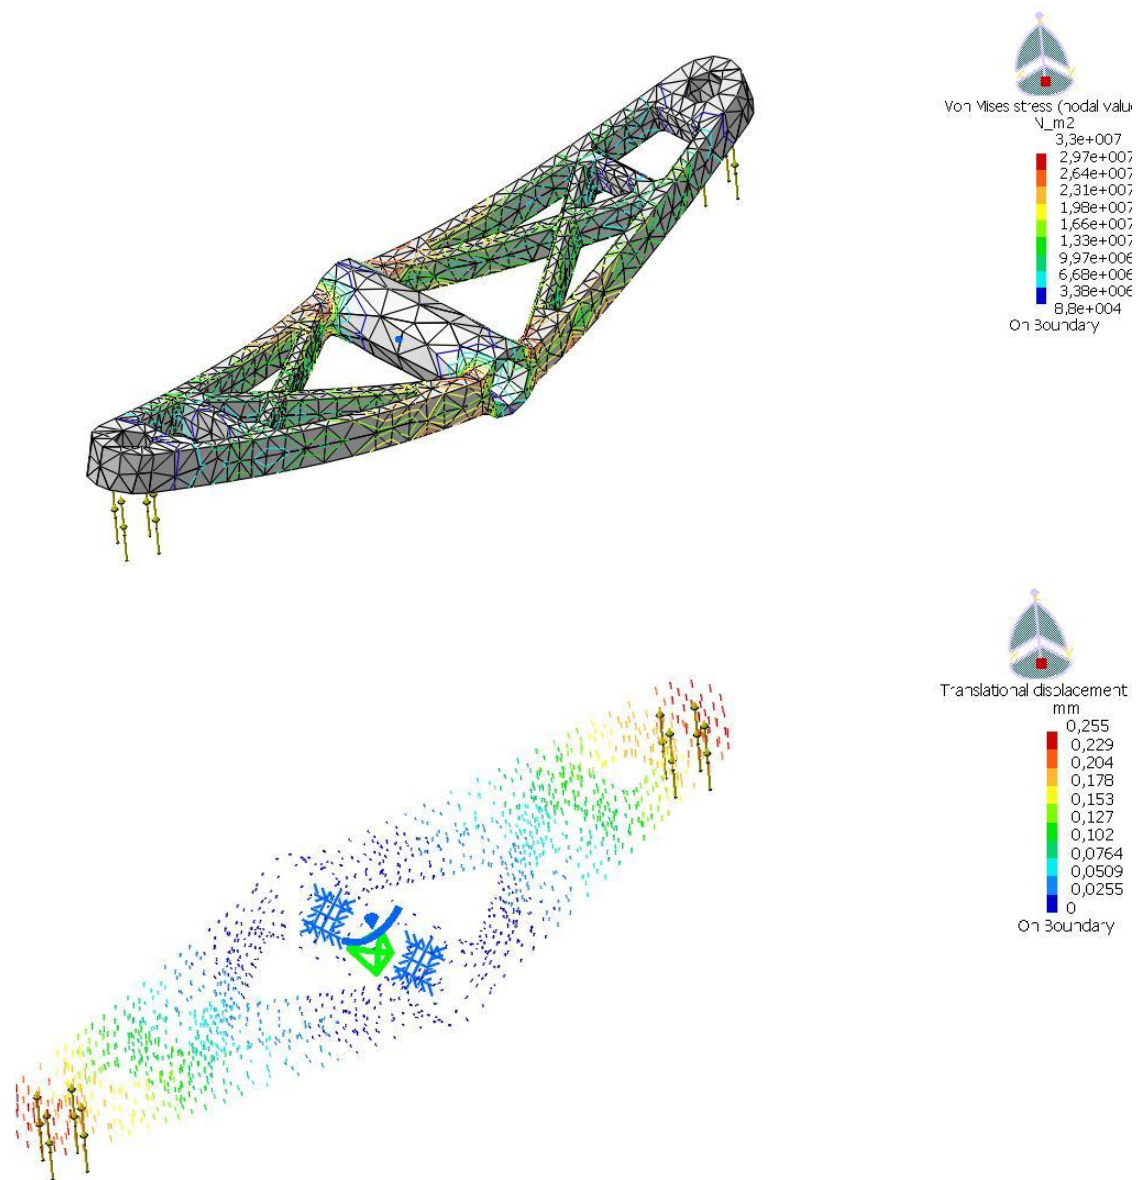 Von Mises stress (nodal valu
N_m2
3,3e+007
2,97e+007
2,64e+007
2,31e+007
1,98e+007
1,66e+007
1,33e+007
9,97e+006
6,68e+006
3,38e+006
8,8e+004
On Boundary
Translational displacement
mm
0,255
0,229
0,204
0,178
0,153
0,127
0,102
0,0764
0,0509
0,0255
0
On Boundary